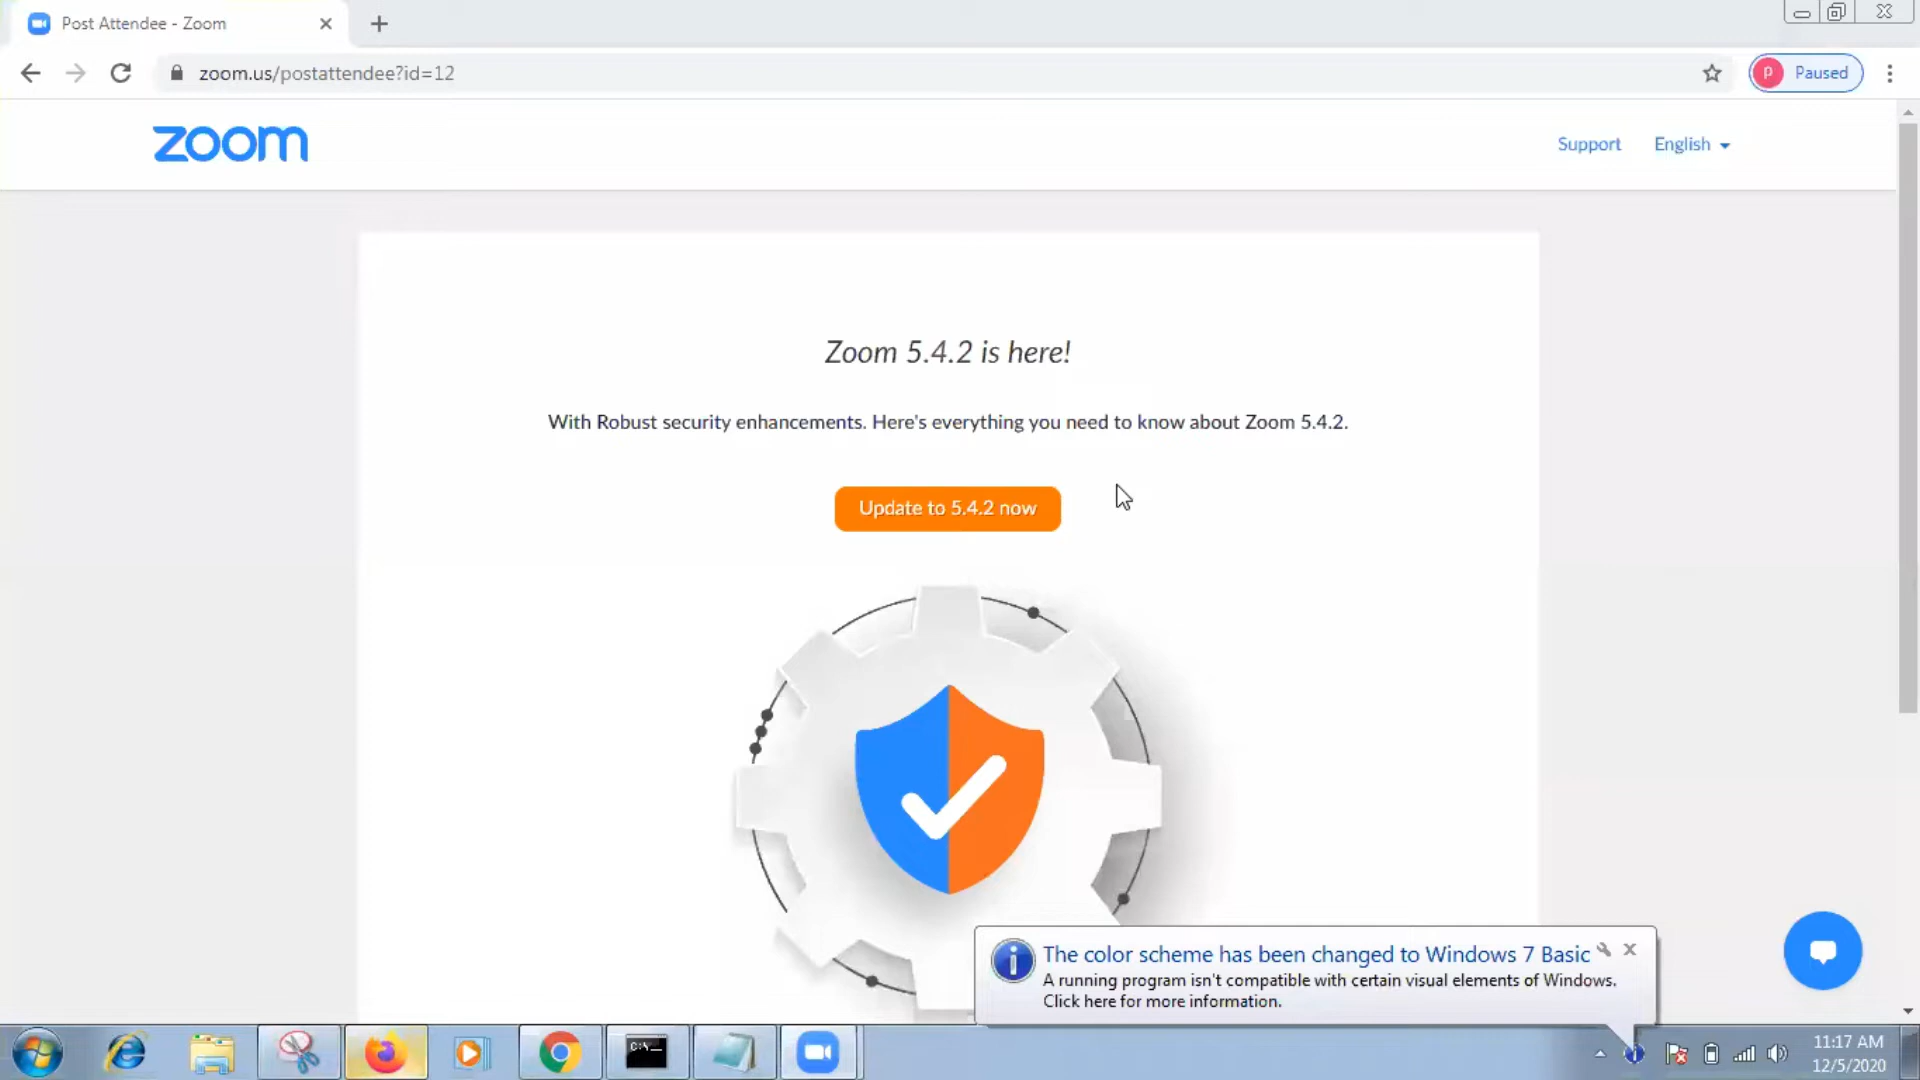 Post Attendee - Zoom
zoom.us/postattendee?id=12
P Paused
zoom
Support
English
Zoom 5.4.2 is here!
With Robust security enhancements. Here's everything you need to know about Zoom 5.4.2.
Update to 5.4.2 now
The color scheme has been changed to Windows 7 Basic
A running program isn't compatible with certain visual elements of Windows.
Click here for more information.
C:\.
11:17 AM
12/5/2020